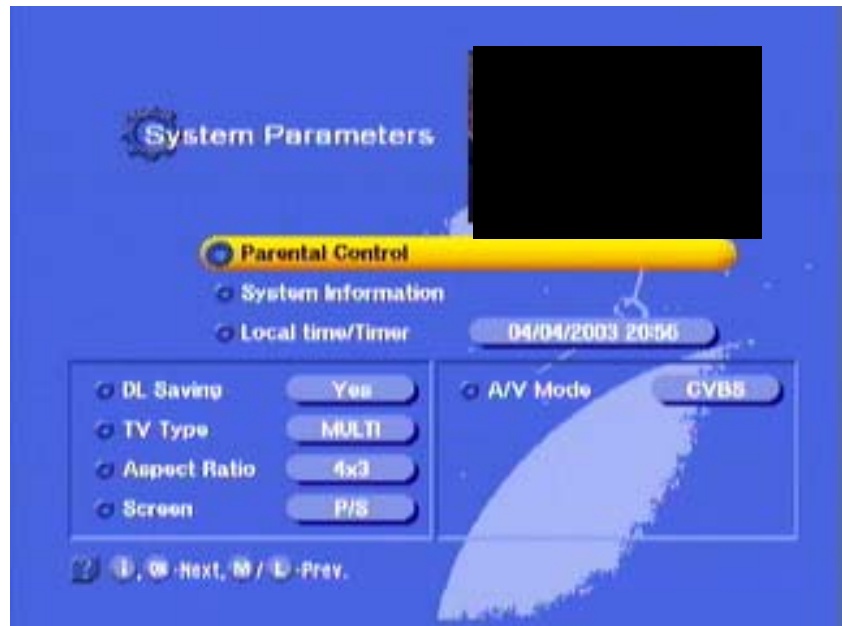 System Parameters
Parental Control
System Information
Local time/Timer 04/04/2003 20:56
DL Saving Yes
TV Type MULTI
Aspect Ratio 4x3
Screen P/S
A/V Mode CVBS
? i, OK -Next, M / L -Prev.